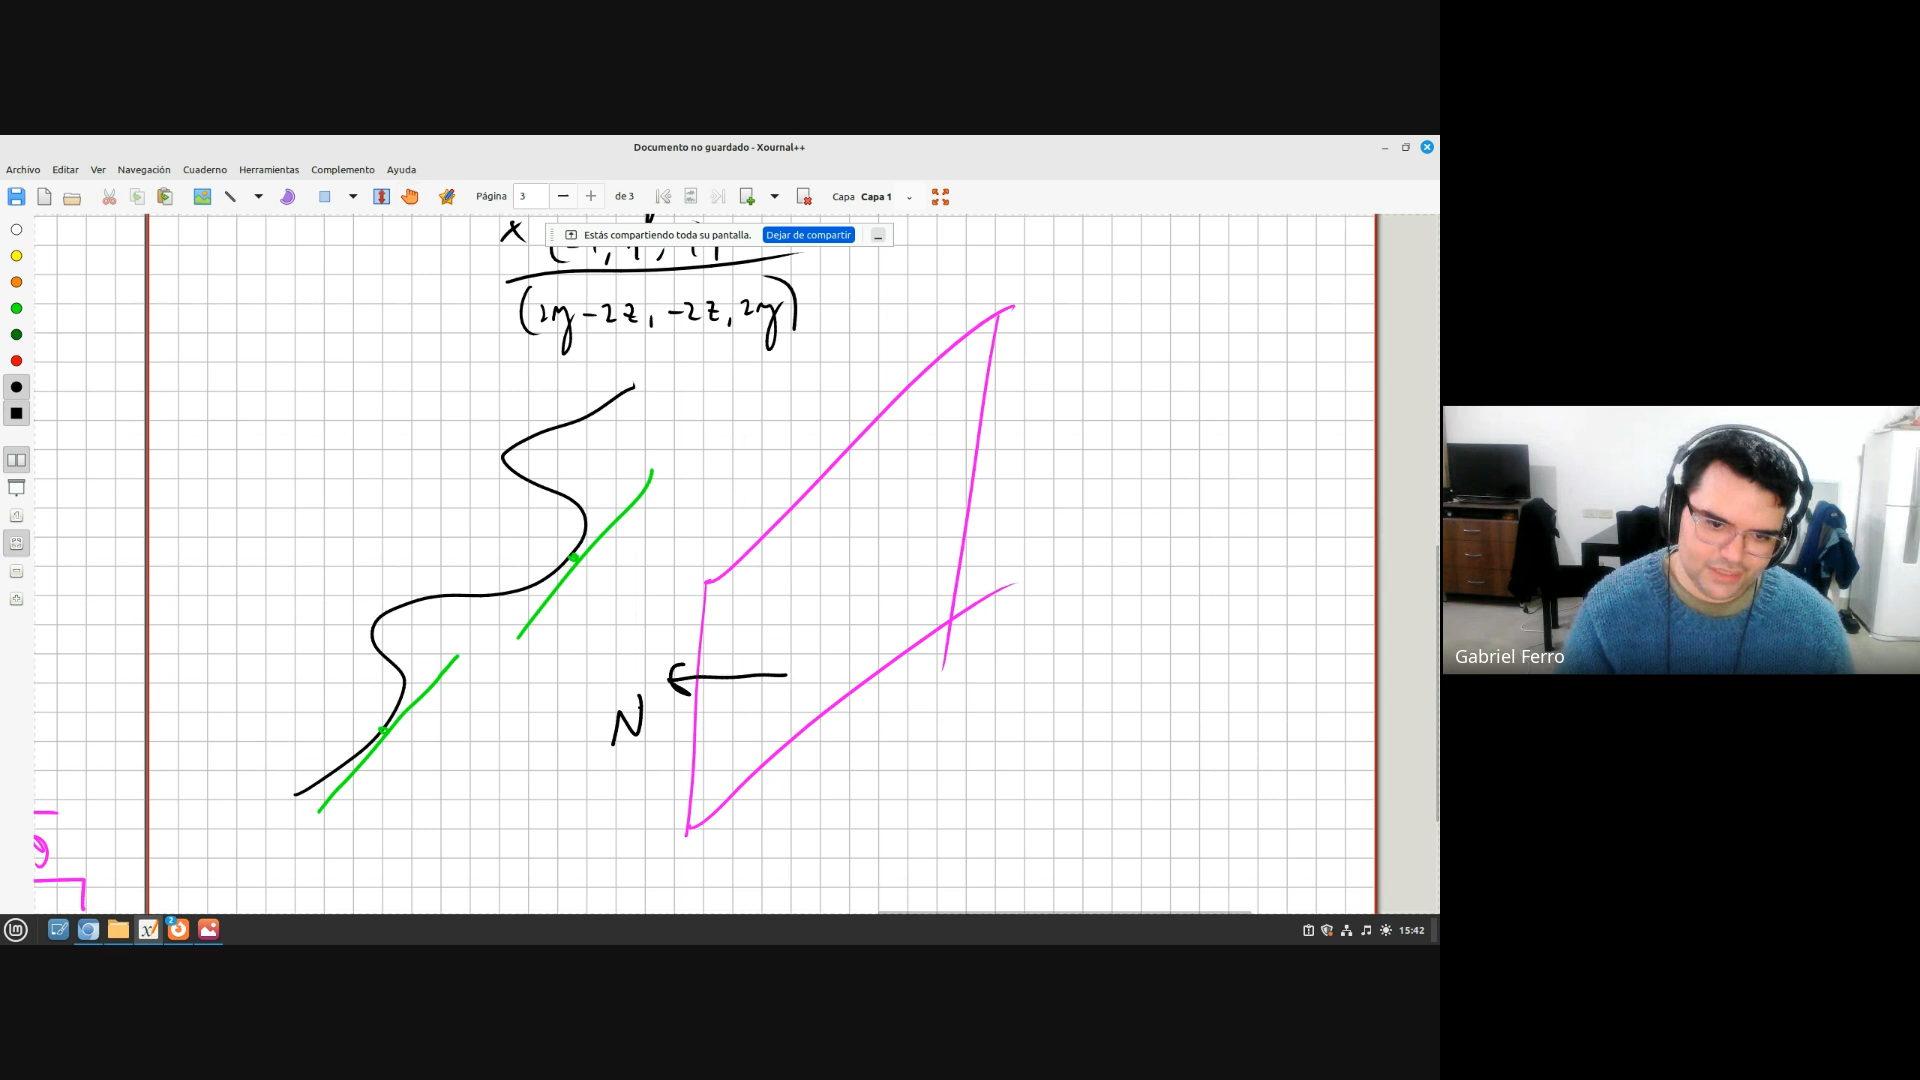 Documento no guardado - Xournal++
Archivo Editar Ver Navegación Cuaderno Herramientas Complemento Ayuda
Página 3 de 3 Capa Capa 1
Estás compartiendo toda su pantalla. Dejar de compartir
x
(2y-2z, -2z, 2y)
N
Gabriel Ferro
2
15:42